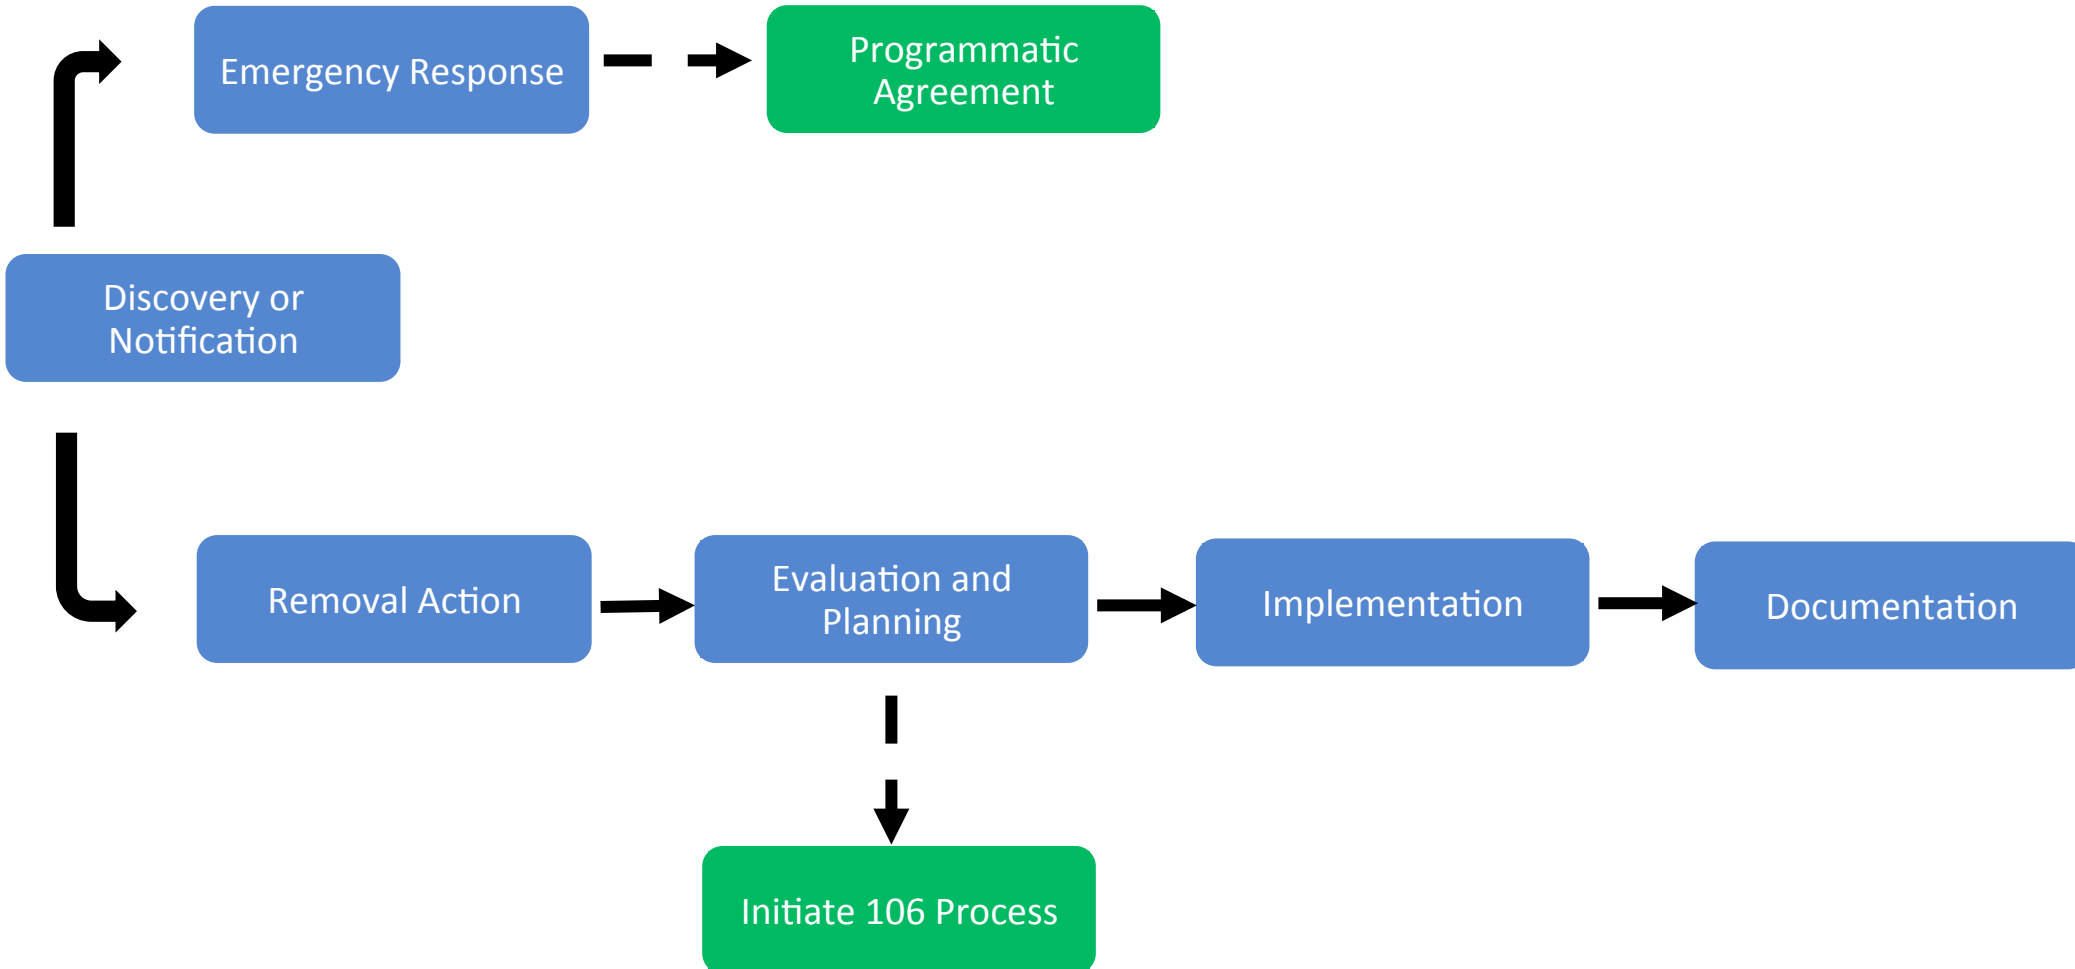 Emergency Response
Programmatic
Agreement
Discovery or
Notification
Removal Action
Evaluation and
Planning
Implementation
Documentation
Initiate 106 Process